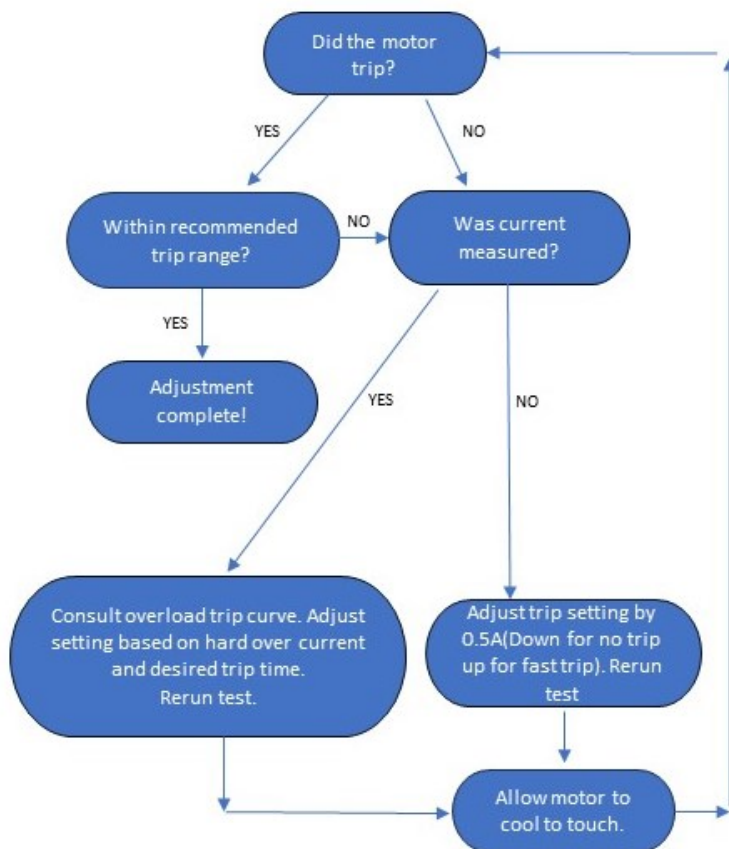 Did the motor
trip?
YES
NO
Within recommended
trip range?
NO
Was current
measured?
YES
Adjustment
complete!
YES
NO
Consult overload trip curve. Adjust
setting based on hard over current
and desired trip time.
Rerun test.
Adjust trip setting by
0.5A(Down for no trip
up for fast trip). Rerun
test
Allow motor to
cool to touch.